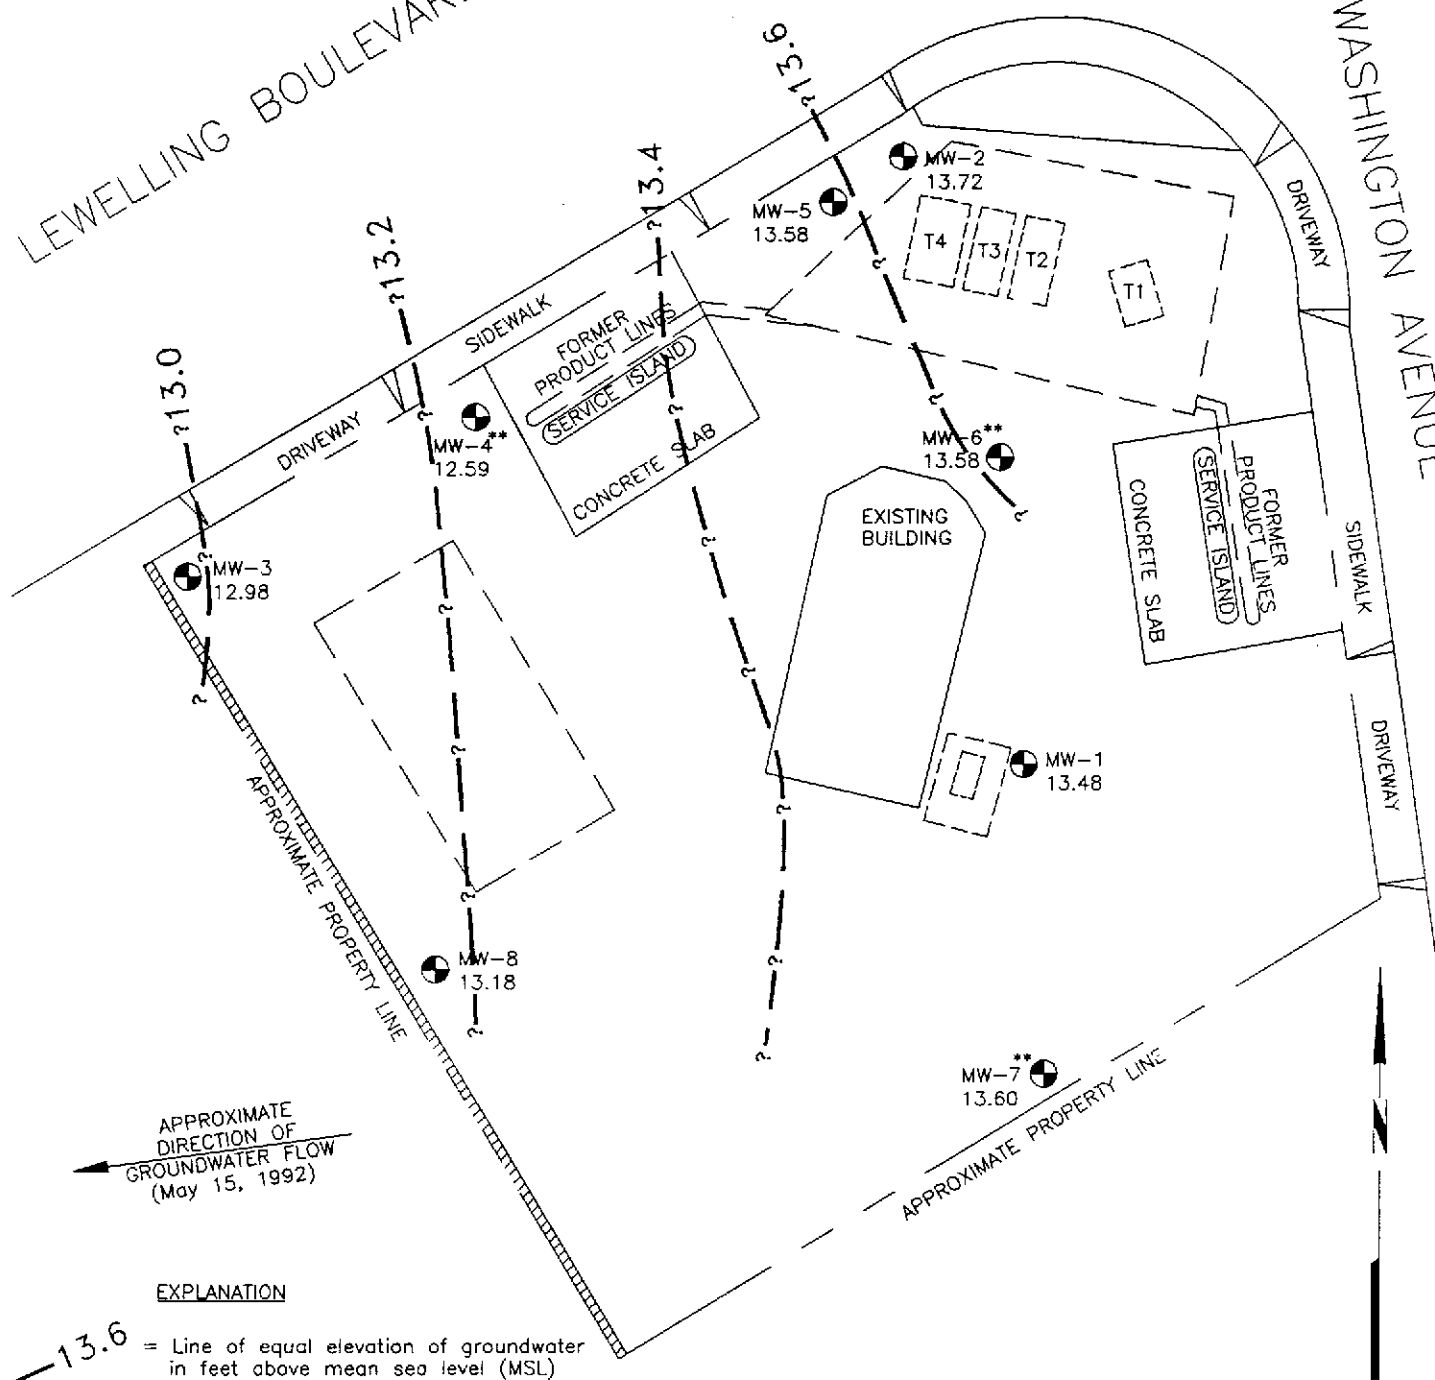 LEWELLING BOULEVAR
WASHINGTON AVENUE
?13.0
?13.2
?13.4
?13.6
MW-2
13.72
MW-5
13.58
T4
T3
T2
T1
DRIVEWAY
SIDEWALK
FORMER
PRODUCT LINES
SERVICE ISLAND
CONCRETE SLAB
DRIVEWAY
MW-4**
12.59
MW-6**
13.58
EXISTING
BUILDING
FORMER
PRODUCT LINES
SERVICE ISLAND
CONCRETE SLAB
SIDEWALK
DRIVEWAY
MW-3
12.98
MW-1
13.48
APPROXIMATE PROPERTY LINE
MW-8
13.18
MW-7**
13.60
APPROXIMATE PROPERTY LINE
APPROXIMATE
DIRECTION OF
GROUNDWATER FLOW
(May 15, 1992)
N
EXPLANATION
13.6 = Line of equal elevation of groundwater
in feet above mean sea level (MSL)